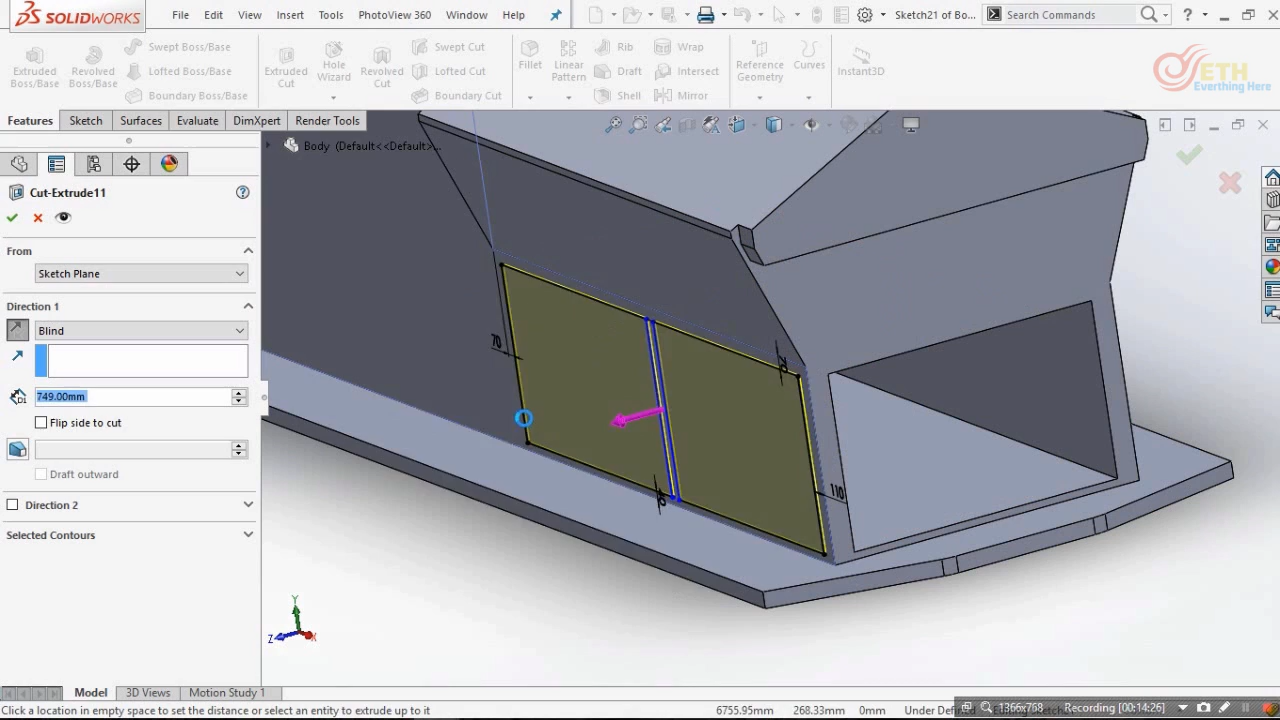 SOLIDWORKS
File Edit View Insert Tools PhotoView 360 Window Help
Sketch21 of Bo...
Search Commands
?
Extruded Boss/Base
Revolved Boss/Base
Swept Boss/Base
Lofted Boss/Base
Boundary Boss/Base
Extruded Cut
Hole Wizard
Revolved Cut
Swept Cut
Lofted Cut
Boundary Cut
Fillet
Linear Pattern
Rib
Draft
Shell
Wrap
Intersect
Mirror
Reference Geometry
Curves
Instant3D
ETH
Everthing Here
Features Sketch Surfaces Evaluate DimXpert Render Tools
Body (Default<<Default>...
Cut-Extrude11
From
Sketch Plane
Direction 1
Blind
749.00mm
Flip side to cut
Draft outward
Direction 2
Selected Contours
70
110
Y
Z
X
Model 3D Views Motion Study 1
Click a location in empty space to set the distance or select an entity to extrude up to it
6755.95mm 268.33mm 0mm Under Defined
1366x768 Recording [00:14:26]